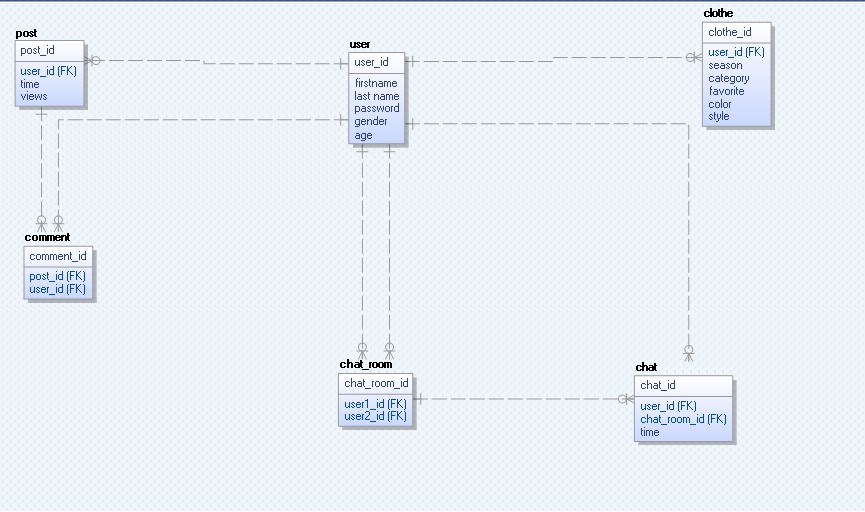 post
post_id
user_id (FK)
time
views
user
user_id
firstname
last name
password
gender
age
clothe
clothe_id
user_id (FK)
season
category
favorite
color
style
comment
comment_id
post_id (FK)
user_id (FK)
chat_room
chat_room_id
user1_id (FK)
user2_id (FK)
chat
chat_id
user_id (FK)
chat_room_id (FK)
time